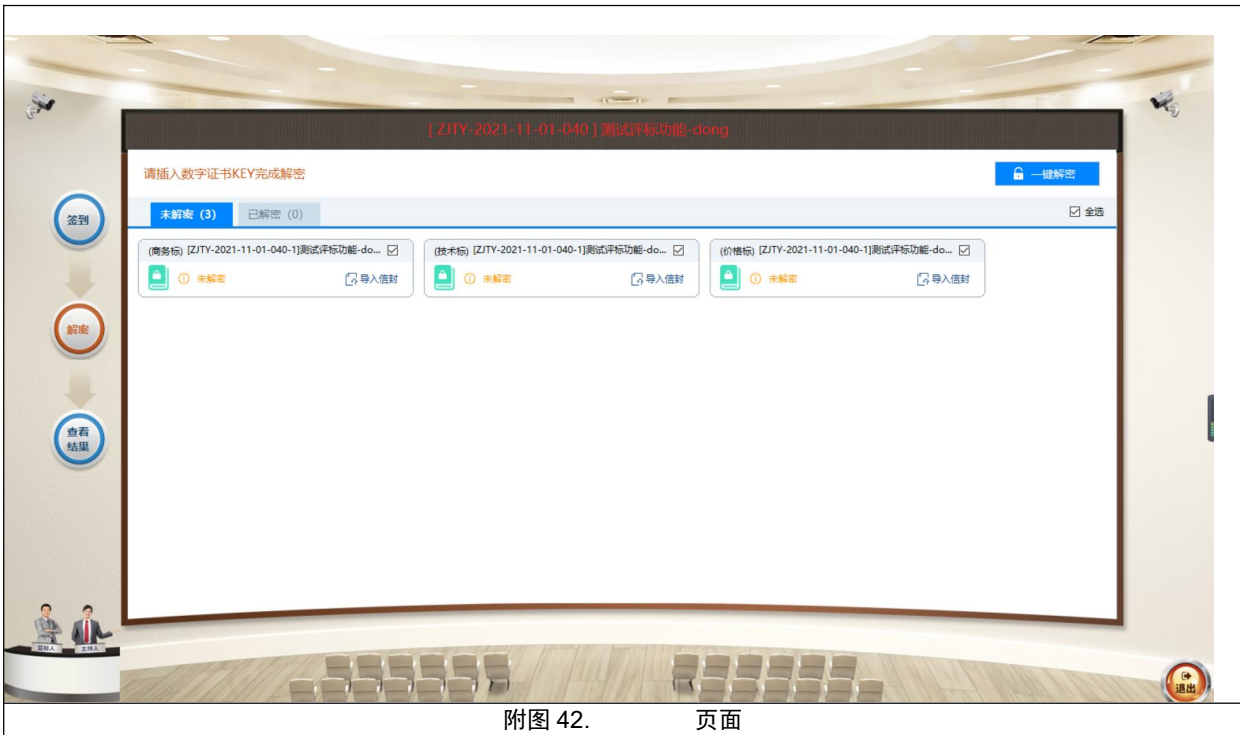 [ ZJTY-2021-11-01-040 ] 测试评标功能-dong
请插入数字证书KEY完成解密
一键解密
未解密 (3)
已解密 (0)
全选
(商务标) [ZJTY-2021-11-01-040-1]测试评标功能-do...
未解密
导入信封
(技术标) [ZJTY-2021-11-01-040-1]测试评标功能-do...
未解密
导入信封
(价格标) [ZJTY-2021-11-01-040-1]测试评标功能-do...
未解密
导入信封
签到
解密
查看
结果
主持人
退出
附图 42. 页面